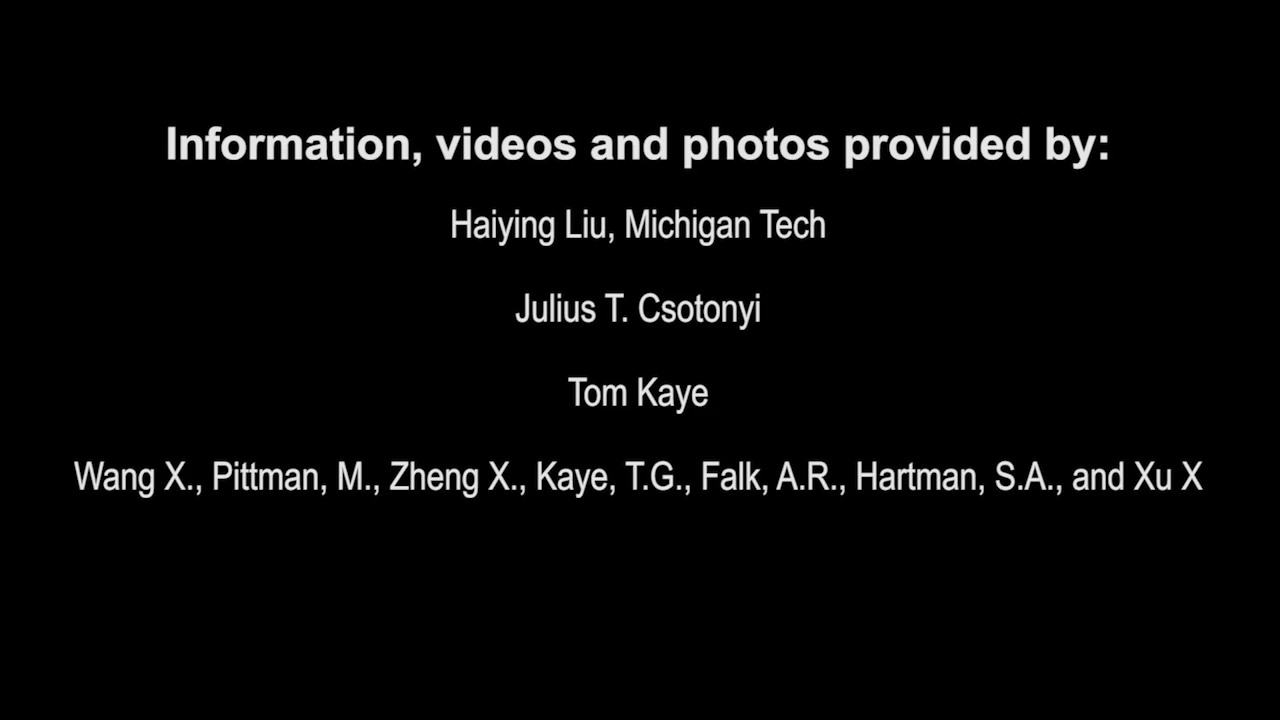 Information, videos and photos provided by:
Haiying Liu, Michigan Tech
Julius T. Csotonyi
Tom Kaye
Wang X., Pittman, M., Zheng X., Kaye, T.G., Falk, A.R., Hartman, S.A., and Xu X